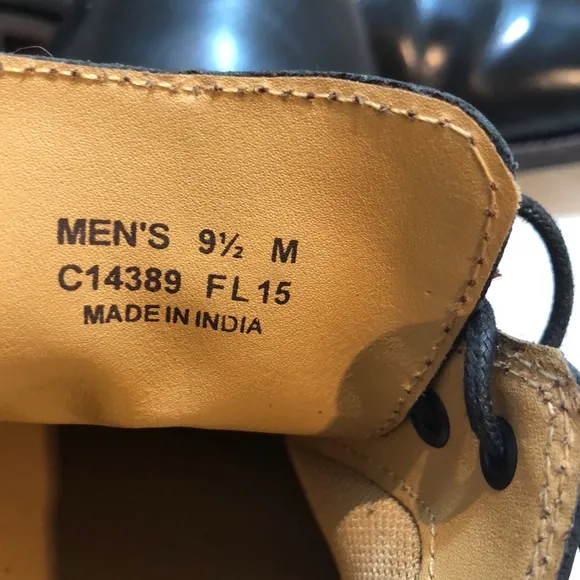 MEN'S 9½ M
C14389 FL 15
MADE IN INDIA